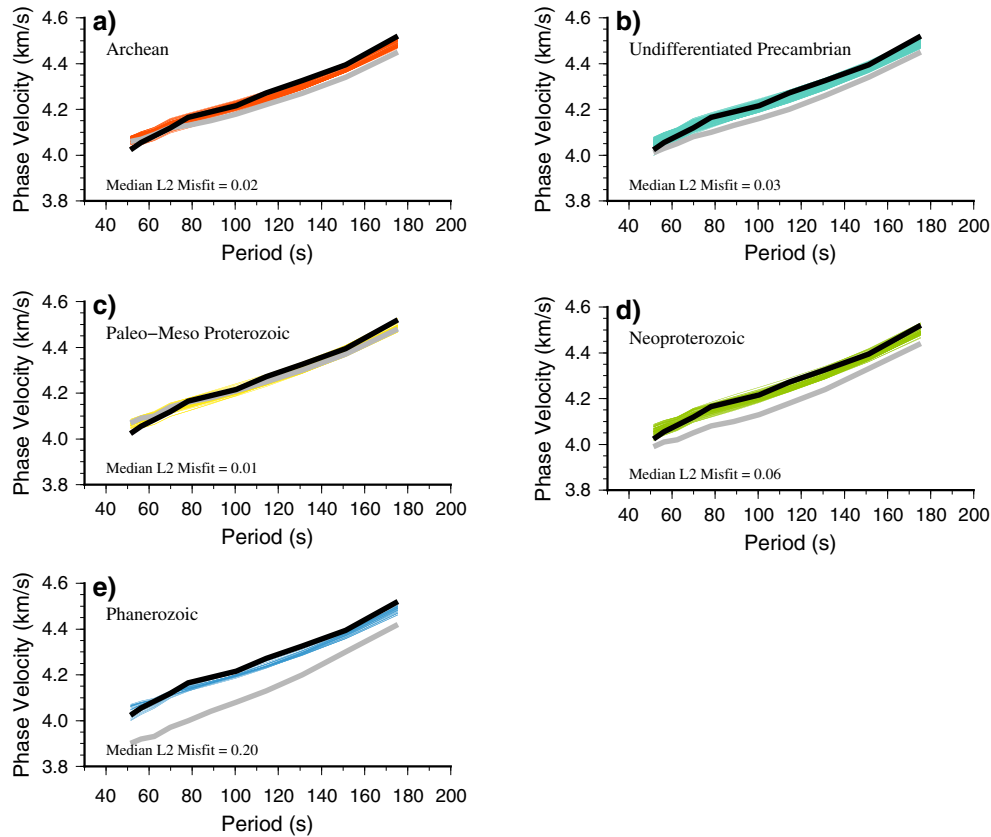 a)
Archean
Median L2 Misfit = 0.02
Phase Velocity (km/s)
4.6
4.4
4.2
4.0
3.8
40 60 80 100 120 140 160 180 200
Period (s)
b)
Undifferentiated Precambrian
Median L2 Misfit = 0.03
Phase Velocity (km/s)
4.6
4.4
4.2
4.0
3.8
40 60 80 100 120 140 160 180 200
Period (s)
c)
Paleo−Meso Proterozoic
Median L2 Misfit = 0.01
Phase Velocity (km/s)
4.6
4.4
4.2
4.0
3.8
40 60 80 100 120 140 160 180 200
Period (s)
d)
Neoproterozoic
Median L2 Misfit = 0.06
Phase Velocity (km/s)
4.6
4.4
4.2
4.0
3.8
40 60 80 100 120 140 160 180 200
Period (s)
e)
Phanerozoic
Median L2 Misfit = 0.20
Phase Velocity (km/s)
4.6
4.4
4.2
4.0
3.8
40 60 80 100 120 140 160 180 200
Period (s)